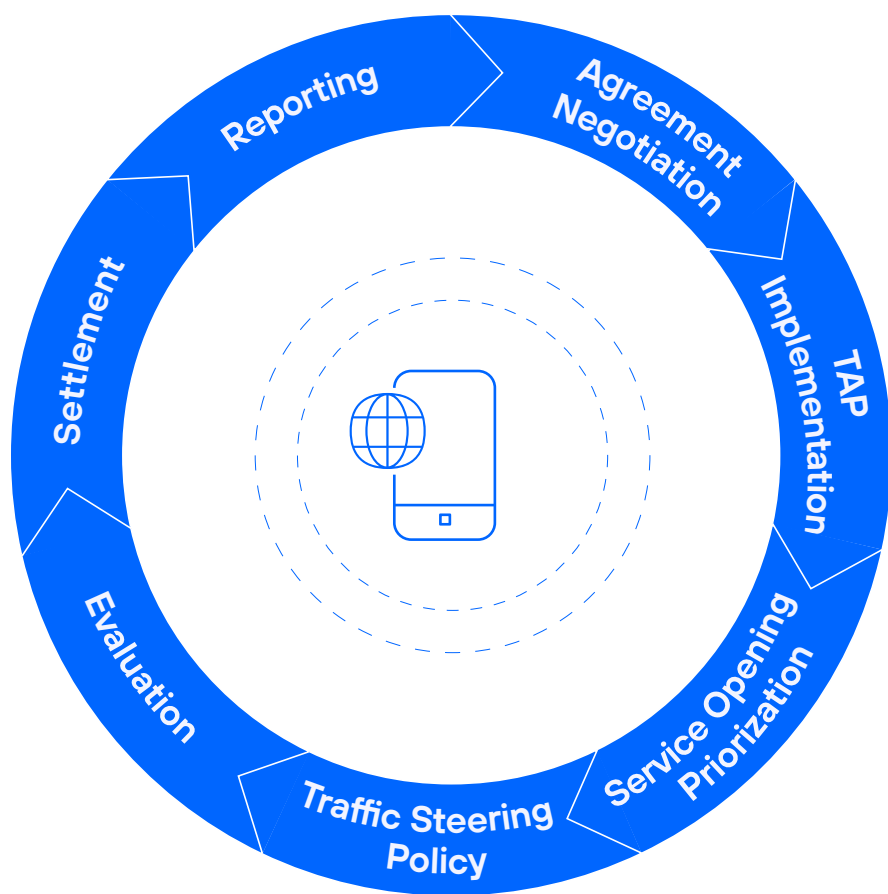 Agreement
Negotiation
TAP
Implementation
Service Opening
Priorization
Traffic Steering
Policy
Evaluation
Settlement
Reporting